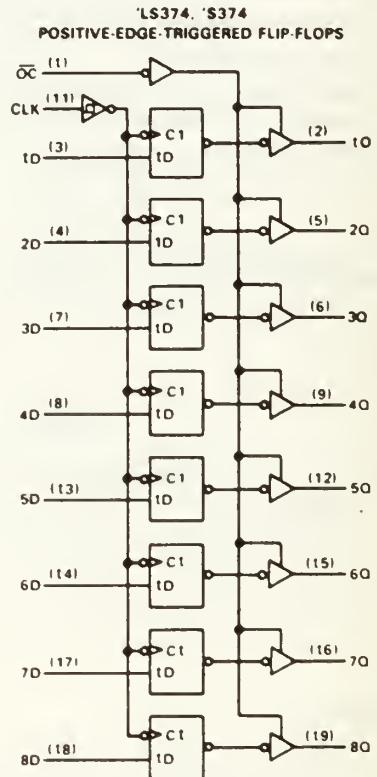 'LS374, 'S374
POSITIVE-EDGE-TRIGGERED FLIP-FLOPS
OC (1)
CLK (11)
C1 (2) 1Q
1D (3) 1D
C1 (5) 2Q
2D (4) 1D
C1 (6) 3Q
3D (7) 1D
C1 (9) 4Q
4D (8) 1D
C1 (12) 5Q
5D (13) 1D
C1 (15) 6Q
6D (14) 1D
C1 (16) 7Q
7D (17) 1D
C1 (19) 8Q
8D (18) 1D